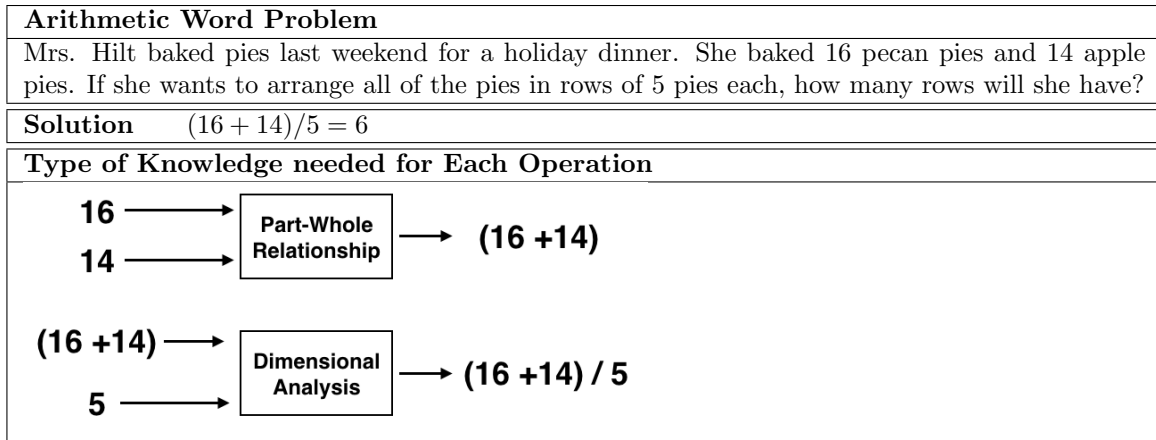 Arithmetic Word Problem
Mrs. Hilt baked pies last weekend for a holiday dinner. She baked 16 pecan pies and 14 apple
pies. If she wants to arrange all of the pies in rows of 5 pies each, how many rows will she have?
Solution (16 + 14)/5 = 6
Type of Knowledge needed for Each Operation
16
14
Part-Whole
Relationship
(16 +14)
(16 +14)
5
Dimensional
Analysis
(16 +14) / 5